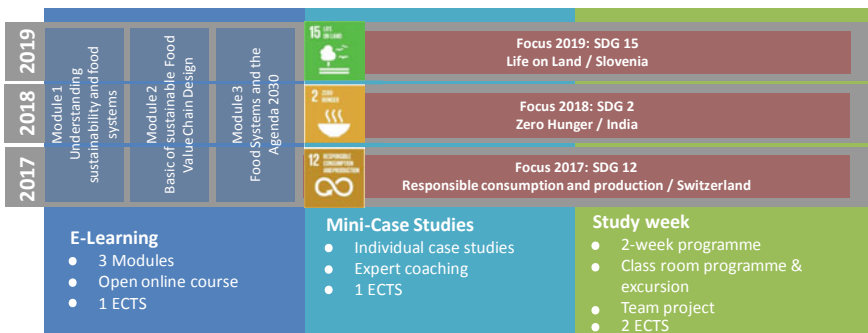 2019
2018
2017
Module 1
Understanding
sustainability and food
systems
Module 2
Basic of sustainable Food
Value Chain Design
Module 3
Food Systems and the
Agenda 2030
15 LIFE
ON LAND
Focus 2019: SDG 15
Life on Land / Slovenia
2 ZERO
HUNGER
Focus 2018: SDG 2
Zero Hunger / India
12 RESPONSIBLE
CONSUMPTION
AND PRODUCTION
Focus 2017: SDG 12
Responsible consumption and production / Switzerland
E-Learning
● 3 Modules
● Open online course
● 1 ECTS
Mini-Case Studies
● Individual case studies
● Expert coaching
● 1 ECTS
Study week
● 2-week programme
● Class room programme &
excursion
● Team project
● 2 ECTS